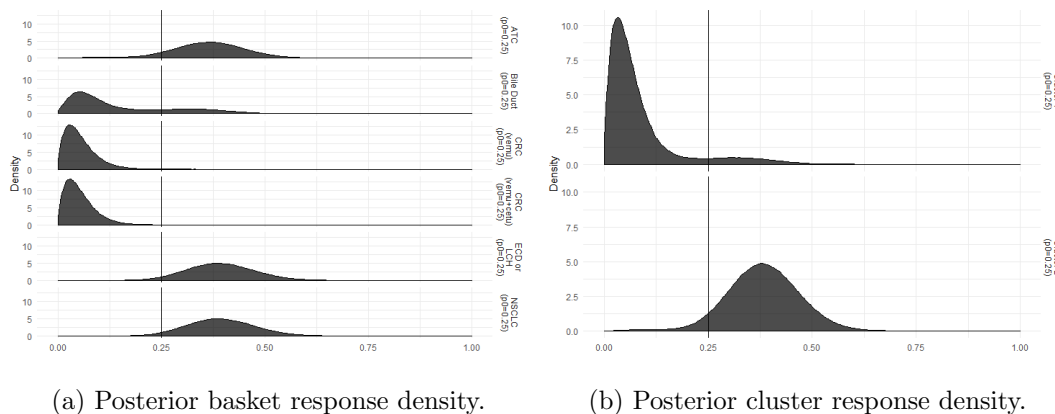 Density
10
5
0
ATC
(p0=0.25)
10
5
0
Bile Duct
(p0=0.25)
10
5
0
CRC
(vemu)
(p0=0.25)
10
5
0
CRC
(vemu+cetu)
(p0=0.25)
10
5
0
ECD or
LCH
(p0=0.25)
10
5
0
NSCLC
(p0=0.25)
0.00 0.25 0.50 0.75 1.00
(a) Posterior basket response density.
Density
10.0
7.5
5.0
2.5
0.0
(p0=0.25)
10.0
7.5
5.0
2.5
0.0
(p0=0.25)
0.00 0.25 0.50 0.75 1.00
(b) Posterior cluster response density.